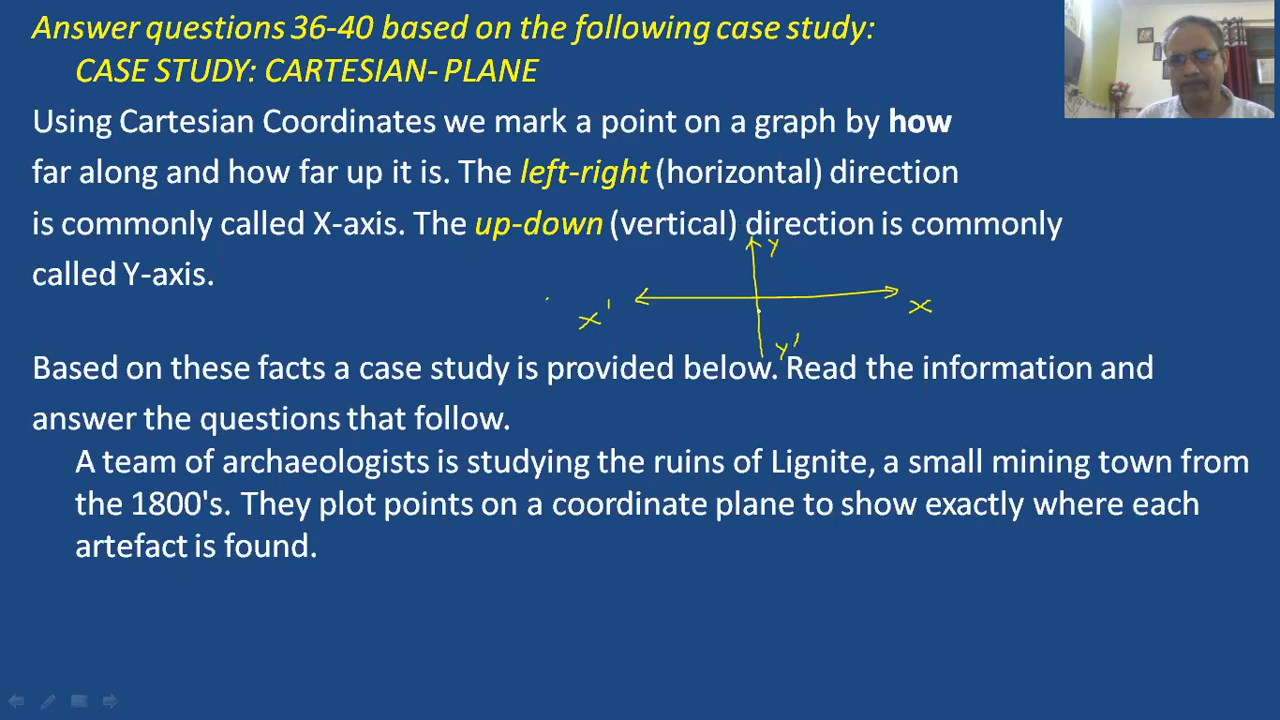 Answer questions 36-40 based on the following case study:
CASE STUDY: CARTESIAN- PLANE
Using Cartesian Coordinates we mark a point on a graph by how
far along and how far up it is. The left-right (horizontal) direction
is commonly called X-axis. The up-down (vertical) direction is commonly
called Y-axis.
Y
X' X
Y'
Based on these facts a case study is provided below. Read the information and
answer the questions that follow.
A team of archaeologists is studying the ruins of Lignite, a small mining town from
the 1800's. They plot points on a coordinate plane to show exactly where each
artefact is found.